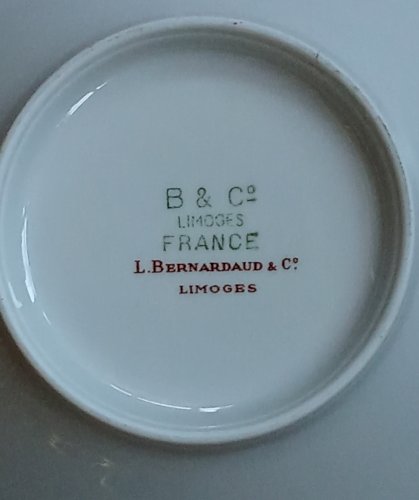 B & Cº
LIMOGES
FRANCE
L. BERNARDAUD & Cº
LIMOGES